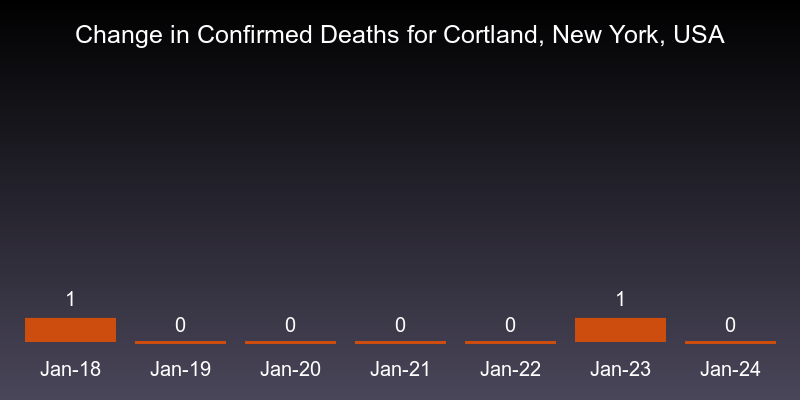 Change in Confirmed Deaths for Cortland, New York, USA
1 0 0 0 0 1 0
Jan-18 Jan-19 Jan-20 Jan-21 Jan-22 Jan-23 Jan-24